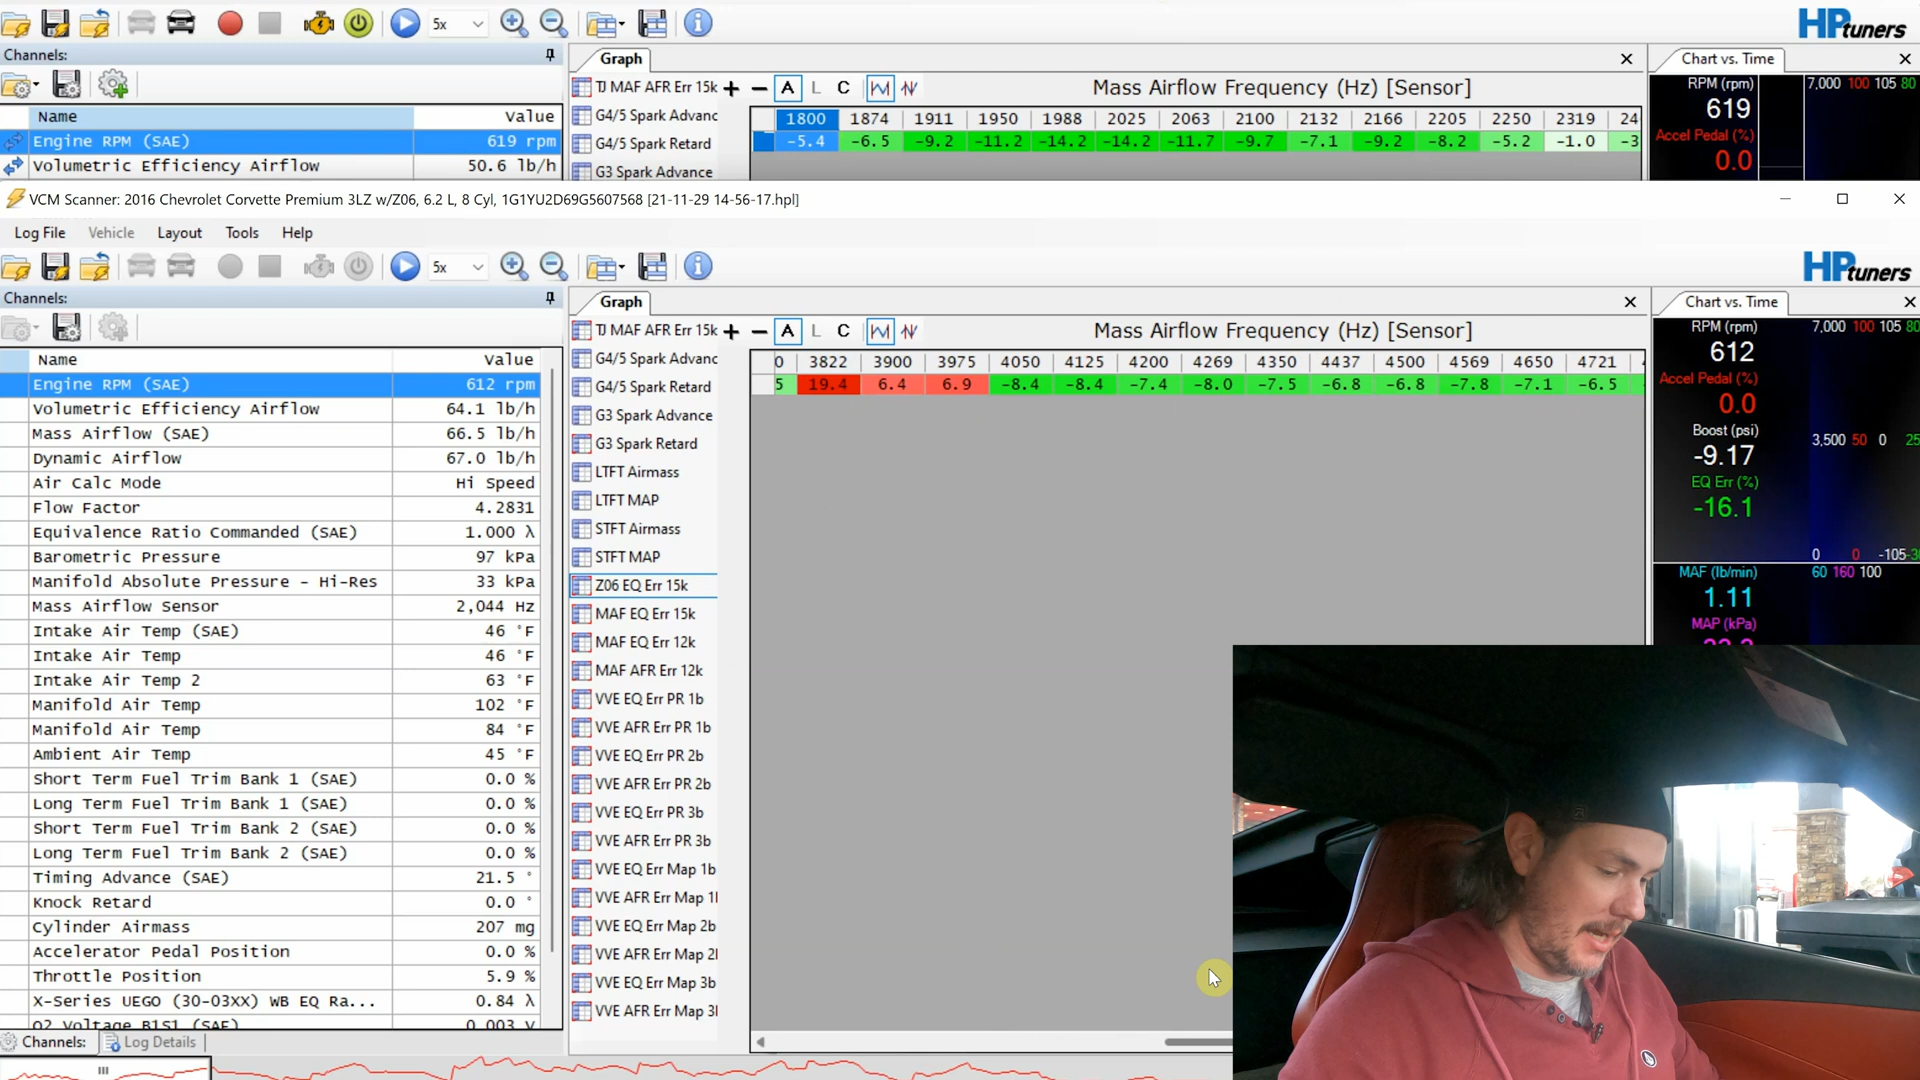 5x
HPtuners
Channels:
Graph
Chart vs. Time
TJ MAF AFR Err 15k
A L C
Mass Airflow Frequency (Hz) [Sensor]
RPM (rpm) 7,000 100 105 80
619
Accel Pedal (%)
0.0
Name Value
Engine RPM (SAE) 619 rpm
Volumetric Efficiency Airflow 50.6 lb/h
G4/5 Spark Advanc
G4/5 Spark Retard
G3 Spark Advance
1800 1874 1911 1950 1988 2025 2063 2100 2132 2166 2205 2250 2319 24
-5.4 -6.5 -9.2 -11.2 -14.2 -14.2 -11.7 -9.7 -7.1 -9.2 -8.2 -5.2 -1.0 -3
VCM Scanner: 2016 Chevrolet Corvette Premium 3LZ w/Z06, 6.2 L, 8 Cyl, 1G1YU2D69G5607568 [21-11-29 14-56-17.hpl]
Log File Vehicle Layout Tools Help
5x
HPtuners
Channels:
Graph
Chart vs. Time
Name Value
Engine RPM (SAE) 612 rpm
Volumetric Efficiency Airflow 64.1 lb/h
Mass Airflow (SAE) 66.5 lb/h
Dynamic Airflow 67.0 lb/h
Air Calc Mode Hi Speed
Flow Factor 4.2831
Equivalence Ratio Commanded (SAE) 1.000 λ
Barometric Pressure 97 kPa
Manifold Absolute Pressure - Hi-Res 33 kPa
Mass Airflow Sensor 2,044 Hz
Intake Air Temp (SAE) 46 °F
Intake Air Temp 46 °F
Intake Air Temp 2 63 °F
Manifold Air Temp 102 °F
Manifold Air Temp 84 °F
Ambient Air Temp 45 °F
Short Term Fuel Trim Bank 1 (SAE) 0.0 %
Long Term Fuel Trim Bank 1 (SAE) 0.0 %
Short Term Fuel Trim Bank 2 (SAE) 0.0 %
Long Term Fuel Trim Bank 2 (SAE) 0.0 %
Timing Advance (SAE) 21.5 °
Knock Retard 0.0 °
Cylinder Airmass 207 mg
Accelerator Pedal Position 0.0 %
Throttle Position 5.9 %
X-Series UEGO (30-03XX) WB EQ Ra... 0.84 λ
O2 Voltage B1S1 (SAE) 0.003 V
Channels: Log Details
TJ MAF AFR Err 15k
G4/5 Spark Advanc
G4/5 Spark Retard
G3 Spark Advance
G3 Spark Retard
LTFT Airmass
LTFT MAP
STFT Airmass
STFT MAP
Z06 EQ Err 15k
MAF EQ Err 15k
MAF EQ Err 12k
MAF AFR Err 12k
VVE EQ Err PR 1b
VVE AFR Err PR 1b
VVE EQ Err PR 2b
VVE AFR Err PR 2b
VVE EQ Err PR 3b
VVE AFR Err PR 3b
VVE EQ Err Map 1b
VVE AFR Err Map 1
VVE EQ Err Map 2b
VVE AFR Err Map 2
VVE EQ Err Map 3b
VVE AFR Err Map 3
A L C
Mass Airflow Frequency (Hz) [Sensor]
0 3822 3900 3975 4050 4125 4200 4269 4350 4437 4500 4569 4650 4721
5 19.4 6.4 6.9 -8.4 -8.4 -7.4 -8.0 -7.5 -6.8 -6.8 -7.8 -7.1 -6.5
RPM (rpm) 7,000 100 105 80
612
Accel Pedal (%)
0.0
Boost (psi) 3,500 50 0 25
-9.17
EQ Err (%)
-16.1
0 0 -105 -3
MAF (lb/min) 60 160 100
1.11
MAP (kPa)